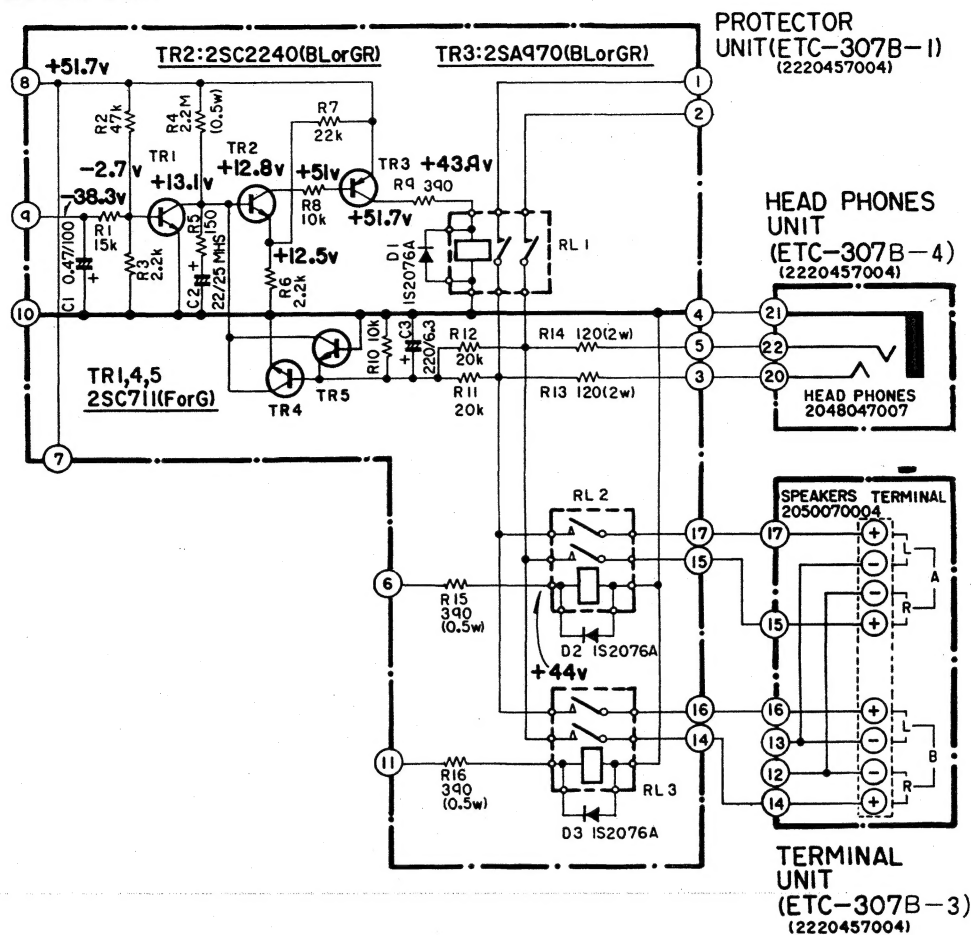 PROTECTOR
UNIT(ETC-307B-1)
(2220457004)
TR2:2SC2240(BLorGR)
TR3:2SA970(BLorGR)
8
+51.7v
1
2
R2
47k
R4
2.2M
(0.5w)
R7
22k
TR1
TR2
TR3
-2.7v
+13.1v
+12.8v
+51v
+43.9v
-38.3v
R9 390
R8
10k
+51.7v
9
R1
15k
R5
150
RL1
D1
1S2076A
C1 0.47/100
+
R3
2.2k
C2 +
22/25 MHS
+12.5v
R6
2.2k
HEAD PHONES
UNIT
(ETC-307B-4)
(2220457004)
10
4
21
R10 10k
C3
+
220/6.3
R12
20k
R14 120(2w)
5
22
R11
20k
R13 120(2w)
3
20
TR1,4,5
2SC711(ForG)
TR4
TR5
HEAD PHONES
2048047007
7
RL2
SPEAKERS TERMINAL
2050070004
17
17
+
L
15
-
A
6
R15
390
(0.5w)
-
R
15
+
D2 1S2076A
+44v
16
16
+
L
14
13
-
B
11
R16
390
(0.5w)
12
-
R
RL3
14
+
D3 1S2076A
TERMINAL
UNIT
(ETC-307B-3)
(2220457004)